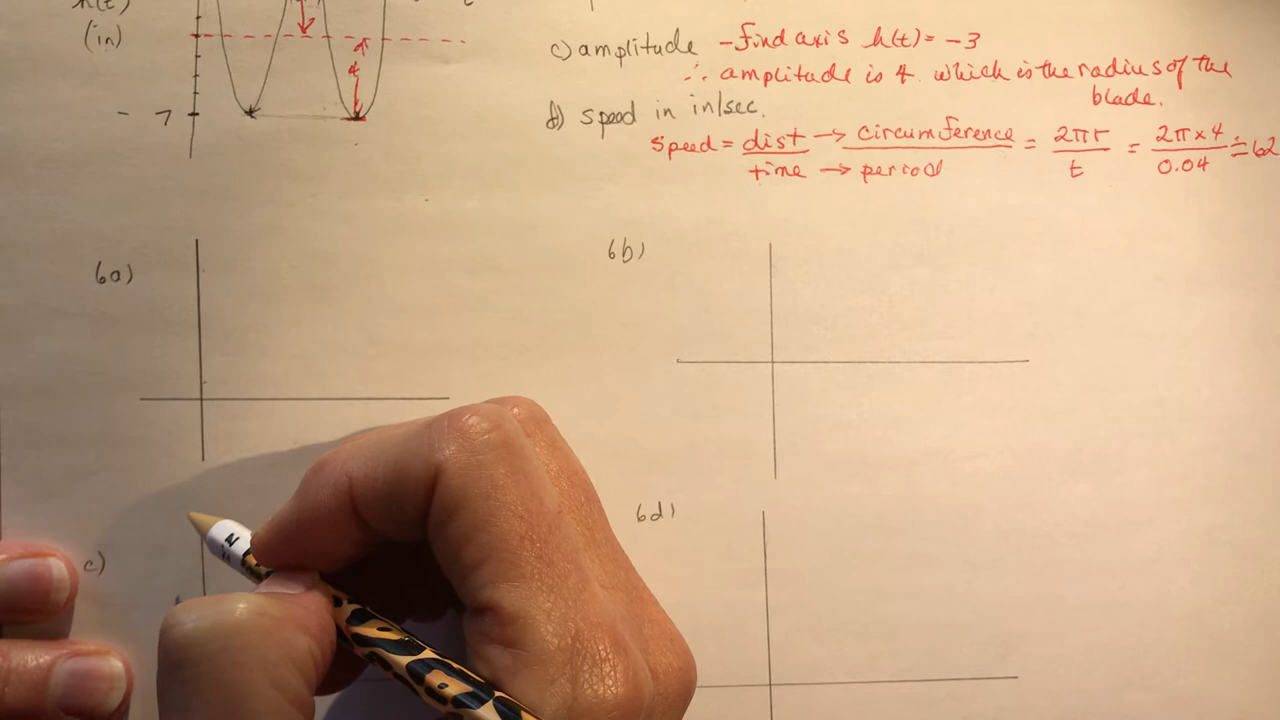 h(t)
(in)
- 7
c) amplitude - find axis h(t) = -3
∴ amplitude is 4 which is the radius of the
blade.
d) speed in in/sec.
speed = dist/time → circumference/period = 2πr/t = 2π×4/0.04 ≐ 62
6a)
6b)
c)
6d)